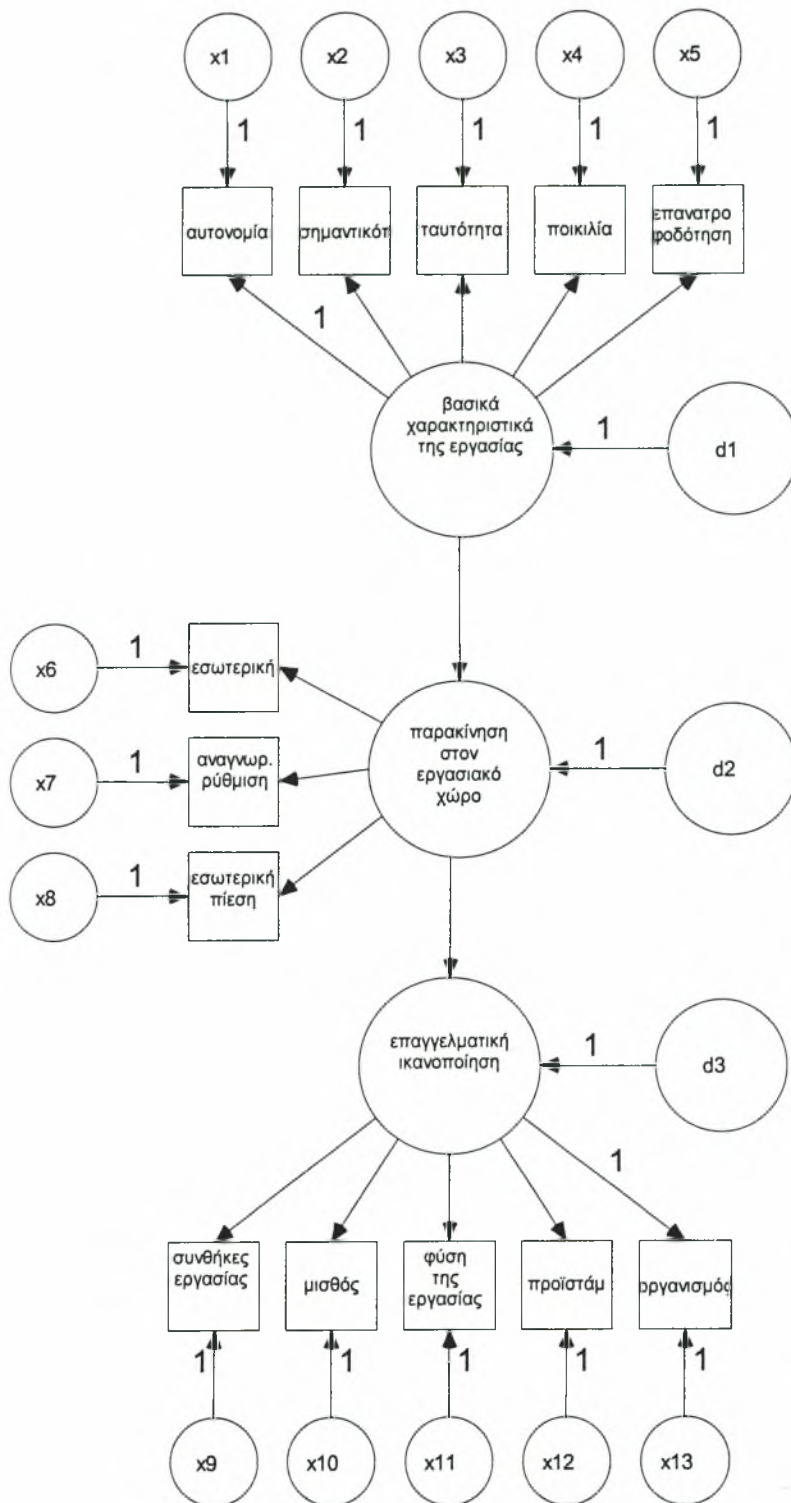 x1
x2
x3
x4
x5
1
1
1
1
1
αυτονομία
σημαντικότ
ταυτότητα
ποικιλία
επανατρο
φοδότηση
1
βασικά
χαρακτηριστικά
της εργασίας
1
d1
x6
1
εσωτερική
x7
1
αναγνωρ.
ρύθμιση
παρακίνηση
στον
εργασιακό
χώρο
1
d2
x8
1
εσωτερική
πίεση
επαγγελματική
ικανοποίηση
1
d3
1
συνθήκες
εργασίας
μισθός
φύση
της
εργασίας
προϊστάμ
οργανισμός
1
1
1
1
1
x9
x10
x11
x12
x13